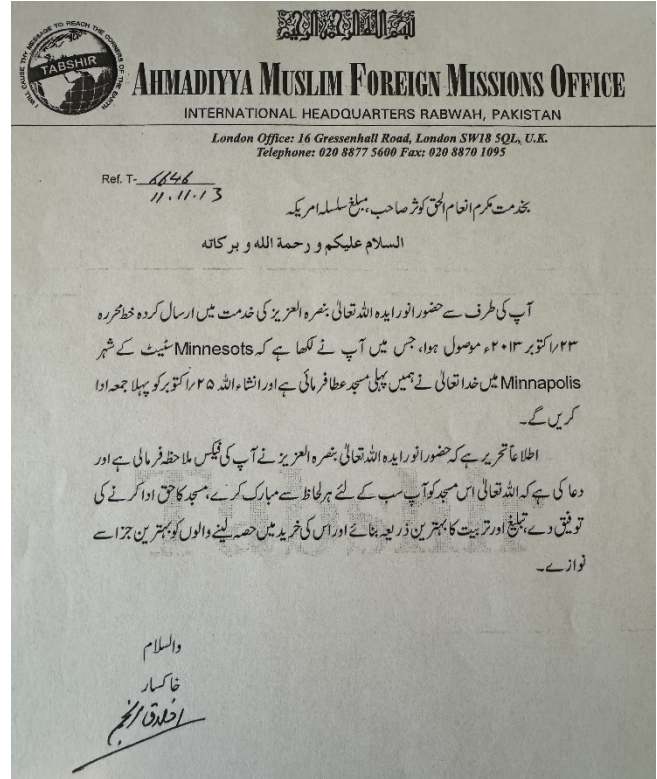 بسم الله الرحمن الرحيم
I WILL CAUSE THY MESSAGE TO REACH THE CORNERS OF THE EARTH
TABSHIR
AHMADIYYA MUSLIM FOREIGN MISSIONS OFFICE
INTERNATIONAL HEADQUARTERS RABWAH, PAKISTAN
London Office: 16 Gressenhall Road, London SW18 5QL, U.K.
Telephone: 020 8877 5600 Fax: 020 8870 1095
Ref. T- 6646
11.11.13
بخدمت مکرم انعام الحق کوثر صاحب، مبلغ سلسلہ امریکہ
السلام علیکم و رحمة الله و برکاته
آپ کی طرف سے حضور انور ایدہ اللہ تعالیٰ بنصرہ العزیز کی خدمت میں ارسال کردہ خط محررہ
۲۳/اکتوبر ۲۰۱۳ء موصول ہوا، جس میں آپ نے لکھا ہے کہ Minnesots سٹیٹ کے شہر
Minnapolis میں خدا تعالیٰ نے ہمیں پہلی مسجد عطا فرمائی ہے اور انشاء اللہ ۲۵/اکتوبر کو پہلا جمعہ ادا
کریں گے۔
اطلاعاً تحریر ہے کہ حضور انور ایدہ اللہ تعالیٰ بنصرہ العزیز نے آپ کی فیکس ملاحظہ فرمالی ہے اور
دعا کی ہے کہ اللہ تعالیٰ اس مسجد کو آپ سب کے لئے ہر لحاظ سے مبارک کرے، مسجد کا حق ادا کرنے کی
توفیق دے، تبلیغ اور تربیت کا بہترین ذریعہ بنائے اور اس کی خرید میں حصہ لینے والوں کو بہترین جزا سے
نوازے۔
Tabshir
والسلام
خاکسار
اخلاق انجم